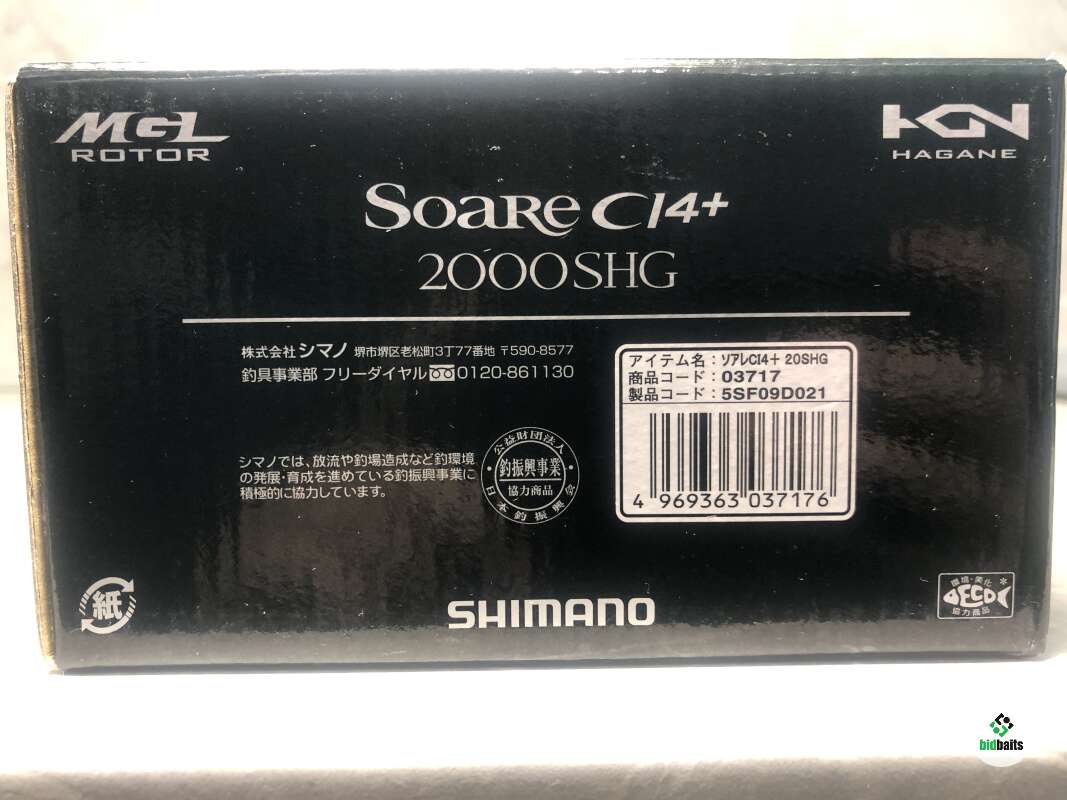 MGL
ROTOR
HGN
HAGANE
SOARE CI4+
2000SHG
株式会社 シマノ 堺市堺区老松町3丁77番地 〒590-8577
釣具事業部 フリーダイヤル 0120-861130
アイテム名：ソアレCI4+ 20SHG
商品コード：03717
製品コード：5SF09D021
4 969363 037176
シマノでは、放流や釣場造成など釣環境
の発展・育成を進めている釣振興事業に
積極的に協力しています。
公益財団法人
釣振興事業
協力商品
日本釣振興会
紙
SHIMANO
環境・美化
ECO
協力商品
bidbaits